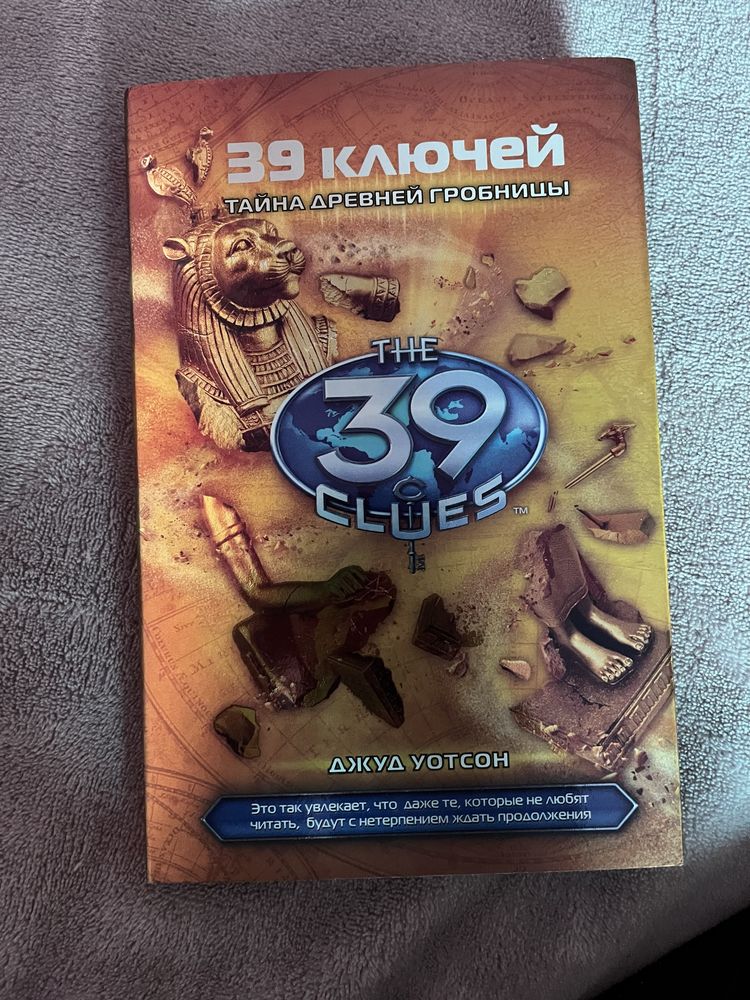 39 ключей
ТАЙНА ДРЕВНЕЙ ГРОБНИЦЫ
THE
39
CLUES™
ДЖУД УОТСОН
Это так увлекает, что даже те, которые не любят
читать, будут с нетерпением ждать продолжения